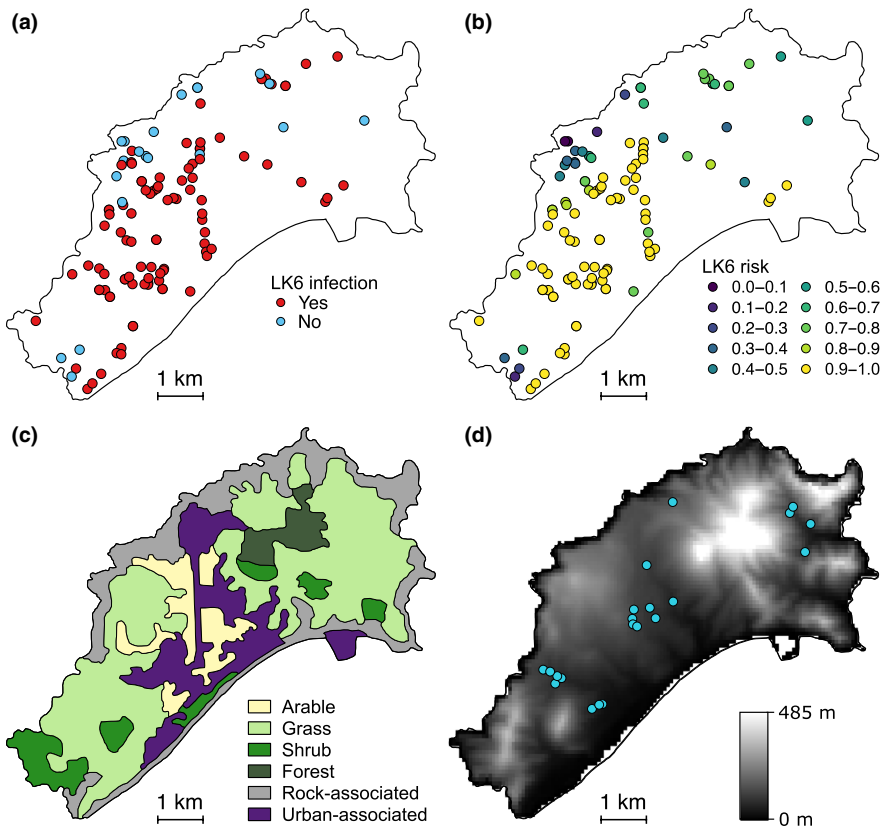 (a)
LK6 infection
Yes
No
1 km
(b)
LK6 risk
0.0–0.1
0.1–0.2
0.2–0.3
0.3–0.4
0.4–0.5
0.5–0.6
0.6–0.7
0.7–0.8
0.8–0.9
0.9–1.0
1 km
(c)
Arable
Grass
Shrub
Forest
Rock-associated
Urban-associated
1 km
(d)
485 m
0 m
1 km